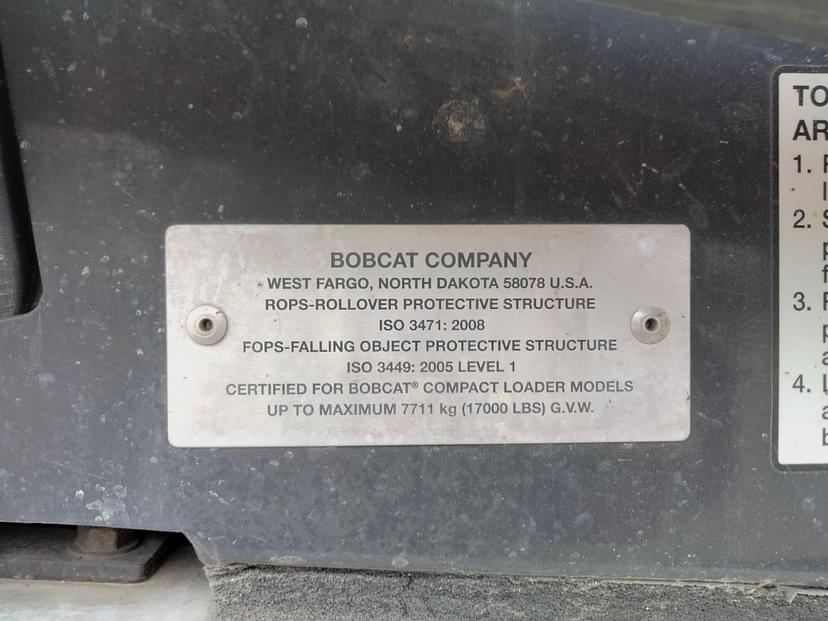 BOBCAT COMPANY
WEST FARGO, NORTH DAKOTA 58078 U.S.A.
ROPS-ROLLOVER PROTECTIVE STRUCTURE
ISO 3471: 2008
FOPS-FALLING OBJECT PROTECTIVE STRUCTURE
ISO 3449: 2005 LEVEL 1
CERTIFIED FOR BOBCAT® COMPACT LOADER MODELS
UP TO MAXIMUM 7711 kg (17000 LBS) G.V.W.
TO
AR
1.
2.
3.
4.